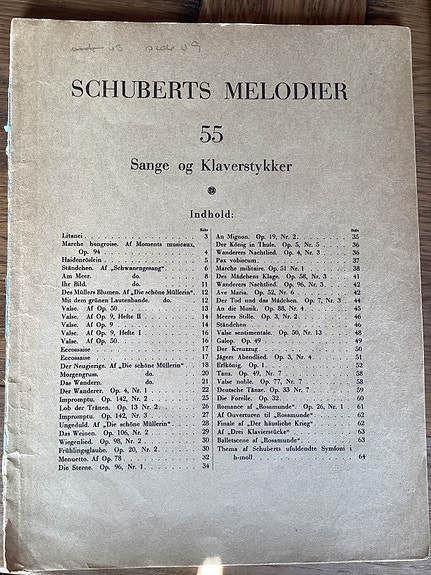 SCHUBERTS MELODIER
55
Sange og Klaverstykker
Indhold:
Side
Litanei 3
Marche hongroise. Af Moments musicaux,
Op. 94 4
Haidenröslein 5
Ständchen. Af „Schwanengesang“ 6
Am Meer. do. 8
Ihr Bild. do. 11
Des Müllers Blumen. Af „Die schöne Müllerin“. 12
Mit dem grünen Lautenbande. do. 12
Valse. Af Op. 50 13
Valse. Af Op. 9, Hefte II 14
Valse. Af Op. 9 14
Valse. Af Op. 9, Hefte I 16
Valse. Af Op. 50 16
Eccossaise 17
Eccossaise 17
Der Neugierige. Af „Die schöne Müllerin“ 18
Morgengruss. do. 20
Das Wandern. do. 21
Der Wanderer. Op. 4, Nr. 1 22
Impromptu. Op. 142, Nr. 2 25
Lob der Tränen. Op. 13 Nr. 2 26
Impromptu. Op. 142, Nr. 3 27
Ungeduld. Af „Die schöne Müllerin“ 28
Das Weinen. Op. 106, Nr. 2 29
Wiegenlied. Op. 98, Nr. 2 30
Frühlingsglaube. Op. 20, Nr. 2 30
Menuetto. Af Op. 78 32
Die Sterne. Op. 96, Nr. 1 34
Side
An Mignon. Op. 19, Nr. 2 35
Der König in Thule. Op. 5, Nr. 5 36
Wanderers Nachtlied. Op. 4, Nr. 3 36
Pax vobiscum 37
Marche militaire. Op. 51 Nr. 1 38
Des Mädchens Klage. Op. 58, Nr. 3 41
Wanderers Nachtlied. Op. 96, Nr. 3 42
Ave Maria. Op. 52, Nr. 6 42
Der Tod und das Mädchen. Op. 7, Nr. 3 44
An die Musik. Op. 88, Nr. 4 45
Meeres Stille. Op. 3, Nr. 2 46
Ständchen 46
Valse sentimentale. Op. 50, Nr. 13 48
Galop. Op. 49 49
Der Kreuzzug 50
Jägers Abendlied. Op. 3, Nr. 4 51
Erlkönig. Op. 1 52
Tanz. Op. 49, Nr. 7 58
Valse noble. Op. 77, Nr. 7 58
Deutsche Tänze. Op. 33 Nr. 7 59
Die Forelle. Op. 32 60
Romance af „Rosamunde“. Op. 26, Nr. 1 61
Af Ouverturen til „Rosamunde“ 62
Finale af „Der häusliche Krieg“ 62
Af „Drei Klavierstücke“ 63
Balletscene af „Rosamunde“ 63
Thema af Schuberts ufuldendte Symfoni i
h-moll 64